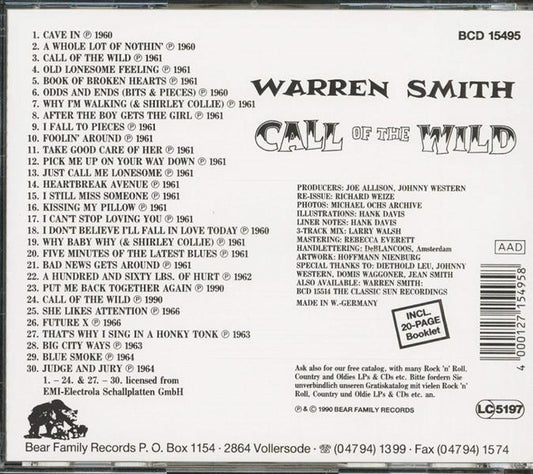 1. CAVE IN ℗ 1960
2. A WHOLE LOT OF NOTHIN' ℗ 1960
3. CALL OF THE WILD ℗ 1961
4. OLD LONESOME FEELING ℗ 1961
5. BOOK OF BROKEN HEARTS ℗ 1961
6. ODDS AND ENDS (BITS & PIECES) ℗ 1960
7. WHY I'M WALKING (& SHIRLEY COLLIE) ℗ 1961
8. AFTER THE BOY GETS THE GIRL ℗ 1961
9. I FALL TO PIECES ℗ 1961
10. FOOLIN' AROUND ℗ 1961
11. TAKE GOOD CARE OF HER ℗ 1961
12. PICK ME UP ON YOUR WAY DOWN ℗ 1961
13. JUST CALL ME LONESOME ℗ 1961
14. HEARTBREAK AVENUE ℗ 1961
15. I STILL MISS SOMEONE ℗ 1961
16. KISSING MY PILLOW ℗ 1961
17. I CAN'T STOP LOVING YOU ℗ 1961
18. I DON'T BELIEVE I'LL FALL IN LOVE TODAY ℗ 1960
19. WHY BABY WHY (& SHIRLEY COLLIE) ℗ 1961
20. FIVE MINUTES OF THE LATEST BLUES ℗ 1961
21. BAD NEWS GETS AROUND ℗ 1961
22. A HUNDRED AND SIXTY LBS. OF HURT ℗ 1962
23. PUT ME BACK TOGETHER AGAIN ℗ 1990
24. CALL OF THE WILD ℗ 1990
25. SHE LIKES ATTENTION ℗ 1966
26. FUTURE X ℗ 1966
27. THAT'S WHY I SING IN A HONKY TONK ℗ 1963
28. BIG CITY WAYS ℗ 1963
29. BLUE SMOKE ℗ 1964
30. JUDGE AND JURY ℗ 1964
1. – 24. & 27. – 30. licensed from
EMI-Electrola Schallplatten GmbH
BCD 15495
WARREN SMITH
CALL OF THE WILD
PRODUCERS: JOE ALLISON, JOHNNY WESTERN
RE-ISSUE: RICHARD WEIZE
PHOTOS: MICHAEL OCHS ARCHIVE
ILLUSTRATIONS: HANK DAVIS
LINER NOTES: HANK DAVIS
3-TRACK MIX: LARRY WALSH
MASTERING: REBECCA EVERETT
HANDLETTERING: DeBLANCOOS, Amsterdam
ARTWORK: HOFFMANN NIENBURG
SPECIAL THANKS TO: DIETHOLD LEU, JOHNNY
WESTERN, DOMIS WAGGONER, JEAN SMITH
ALSO AVAILABLE: WARREN SMITH:
BCD 15514 THE CLASSIC SUN RECORDINGS
MADE IN W.-GERMANY
AAD
INCL.
20-PAGE
Booklet
4 000127 154958
Ask also for our free catalog, with many Rock 'n' Roll,
Country and Oldies LPs & CDs etc. Bitte fordern Sie
unverbindlich unseren Gratiskatalog mit vielen Rock 'n'
Roll, Country und Oldies LPs & CDs etc. an.
℗ & © 1990 BEAR FAMILY RECORDS
LC 5197
Bear Family Records P. O. Box 1154 · 2864 Vollersode · ☏ (04794) 1399 · Fax (04794) 1574